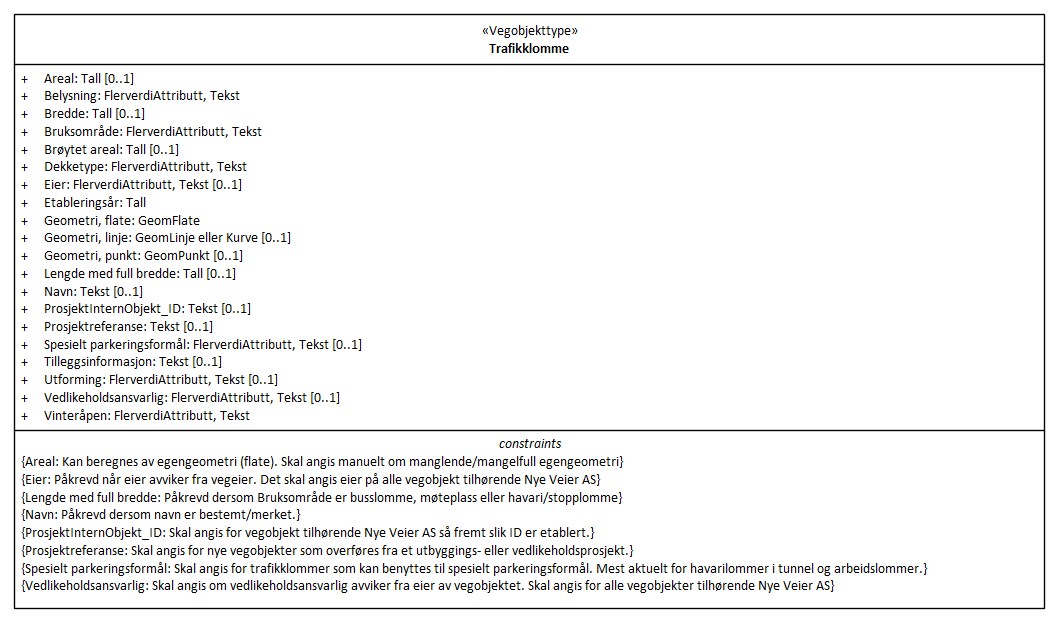 «Vegobjekttype»
Trafikklomme
+ Areal: Tall [0..1]
+ Belysning: FlerverdiAttributt, Tekst
+ Bredde: Tall [0..1]
+ Bruksområde: FlerverdiAttributt, Tekst
+ Brøytet areal: Tall [0..1]
+ Dekketype: FlerverdiAttributt, Tekst
+ Eier: FlerverdiAttributt, Tekst [0..1]
+ Etableringsår: Tall
+ Geometri, flate: GeomFlate
+ Geometri, linje: GeomLinje eller Kurve [0..1]
+ Geometri, punkt: GeomPunkt [0..1]
+ Lengde med full bredde: Tall [0..1]
+ Navn: Tekst [0..1]
+ ProsjektInternObjekt_ID: Tekst [0..1]
+ Prosjektreferanse: Tekst [0..1]
+ Spesielt parkeringsformål: FlerverdiAttributt, Tekst [0..1]
+ Tilleggsinformasjon: Tekst [0..1]
+ Utforming: FlerverdiAttributt, Tekst [0..1]
+ Vedlikeholdsansvarlig: FlerverdiAttributt, Tekst [0..1]
+ Vinteråpen: FlerverdiAttributt, Tekst
constraints
{Areal: Kan beregnes av egengeometri (flate). Skal angis manuelt om manglende/mangelfull egengeometri}
{Eier: Påkrevd når eier avviker fra vegeier. Det skal angis eier på alle vegobjekt tilhørende Nye Veier AS}
{Lengde med full bredde: Påkrevd dersom Bruksområde er busslomme, møteplass eller havari/stopplomme}
{Navn: Påkrevd dersom navn er bestemt/merket.}
{ProsjektInternObjekt_ID: Skal angis for vegobjekt tilhørende Nye Veier AS så fremt slik ID er etablert.}
{Prosjektreferanse: Skal angis for nye vegobjekter som overføres fra et utbyggings- eller vedlikeholdsprosjekt.}
{Spesielt parkeringsformål: Skal angis for trafikklommer som kan benyttes til spesielt parkeringsformål. Mest aktuelt for havarilommer i tunnel og arbeidslommer.}
{Vedlikeholdsansvarlig: Skal angis om vedlikeholdsansvarlig avviker fra eier av vegobjektet. Skal angis for alle vegobjekter tilhørende Nye Veier AS}